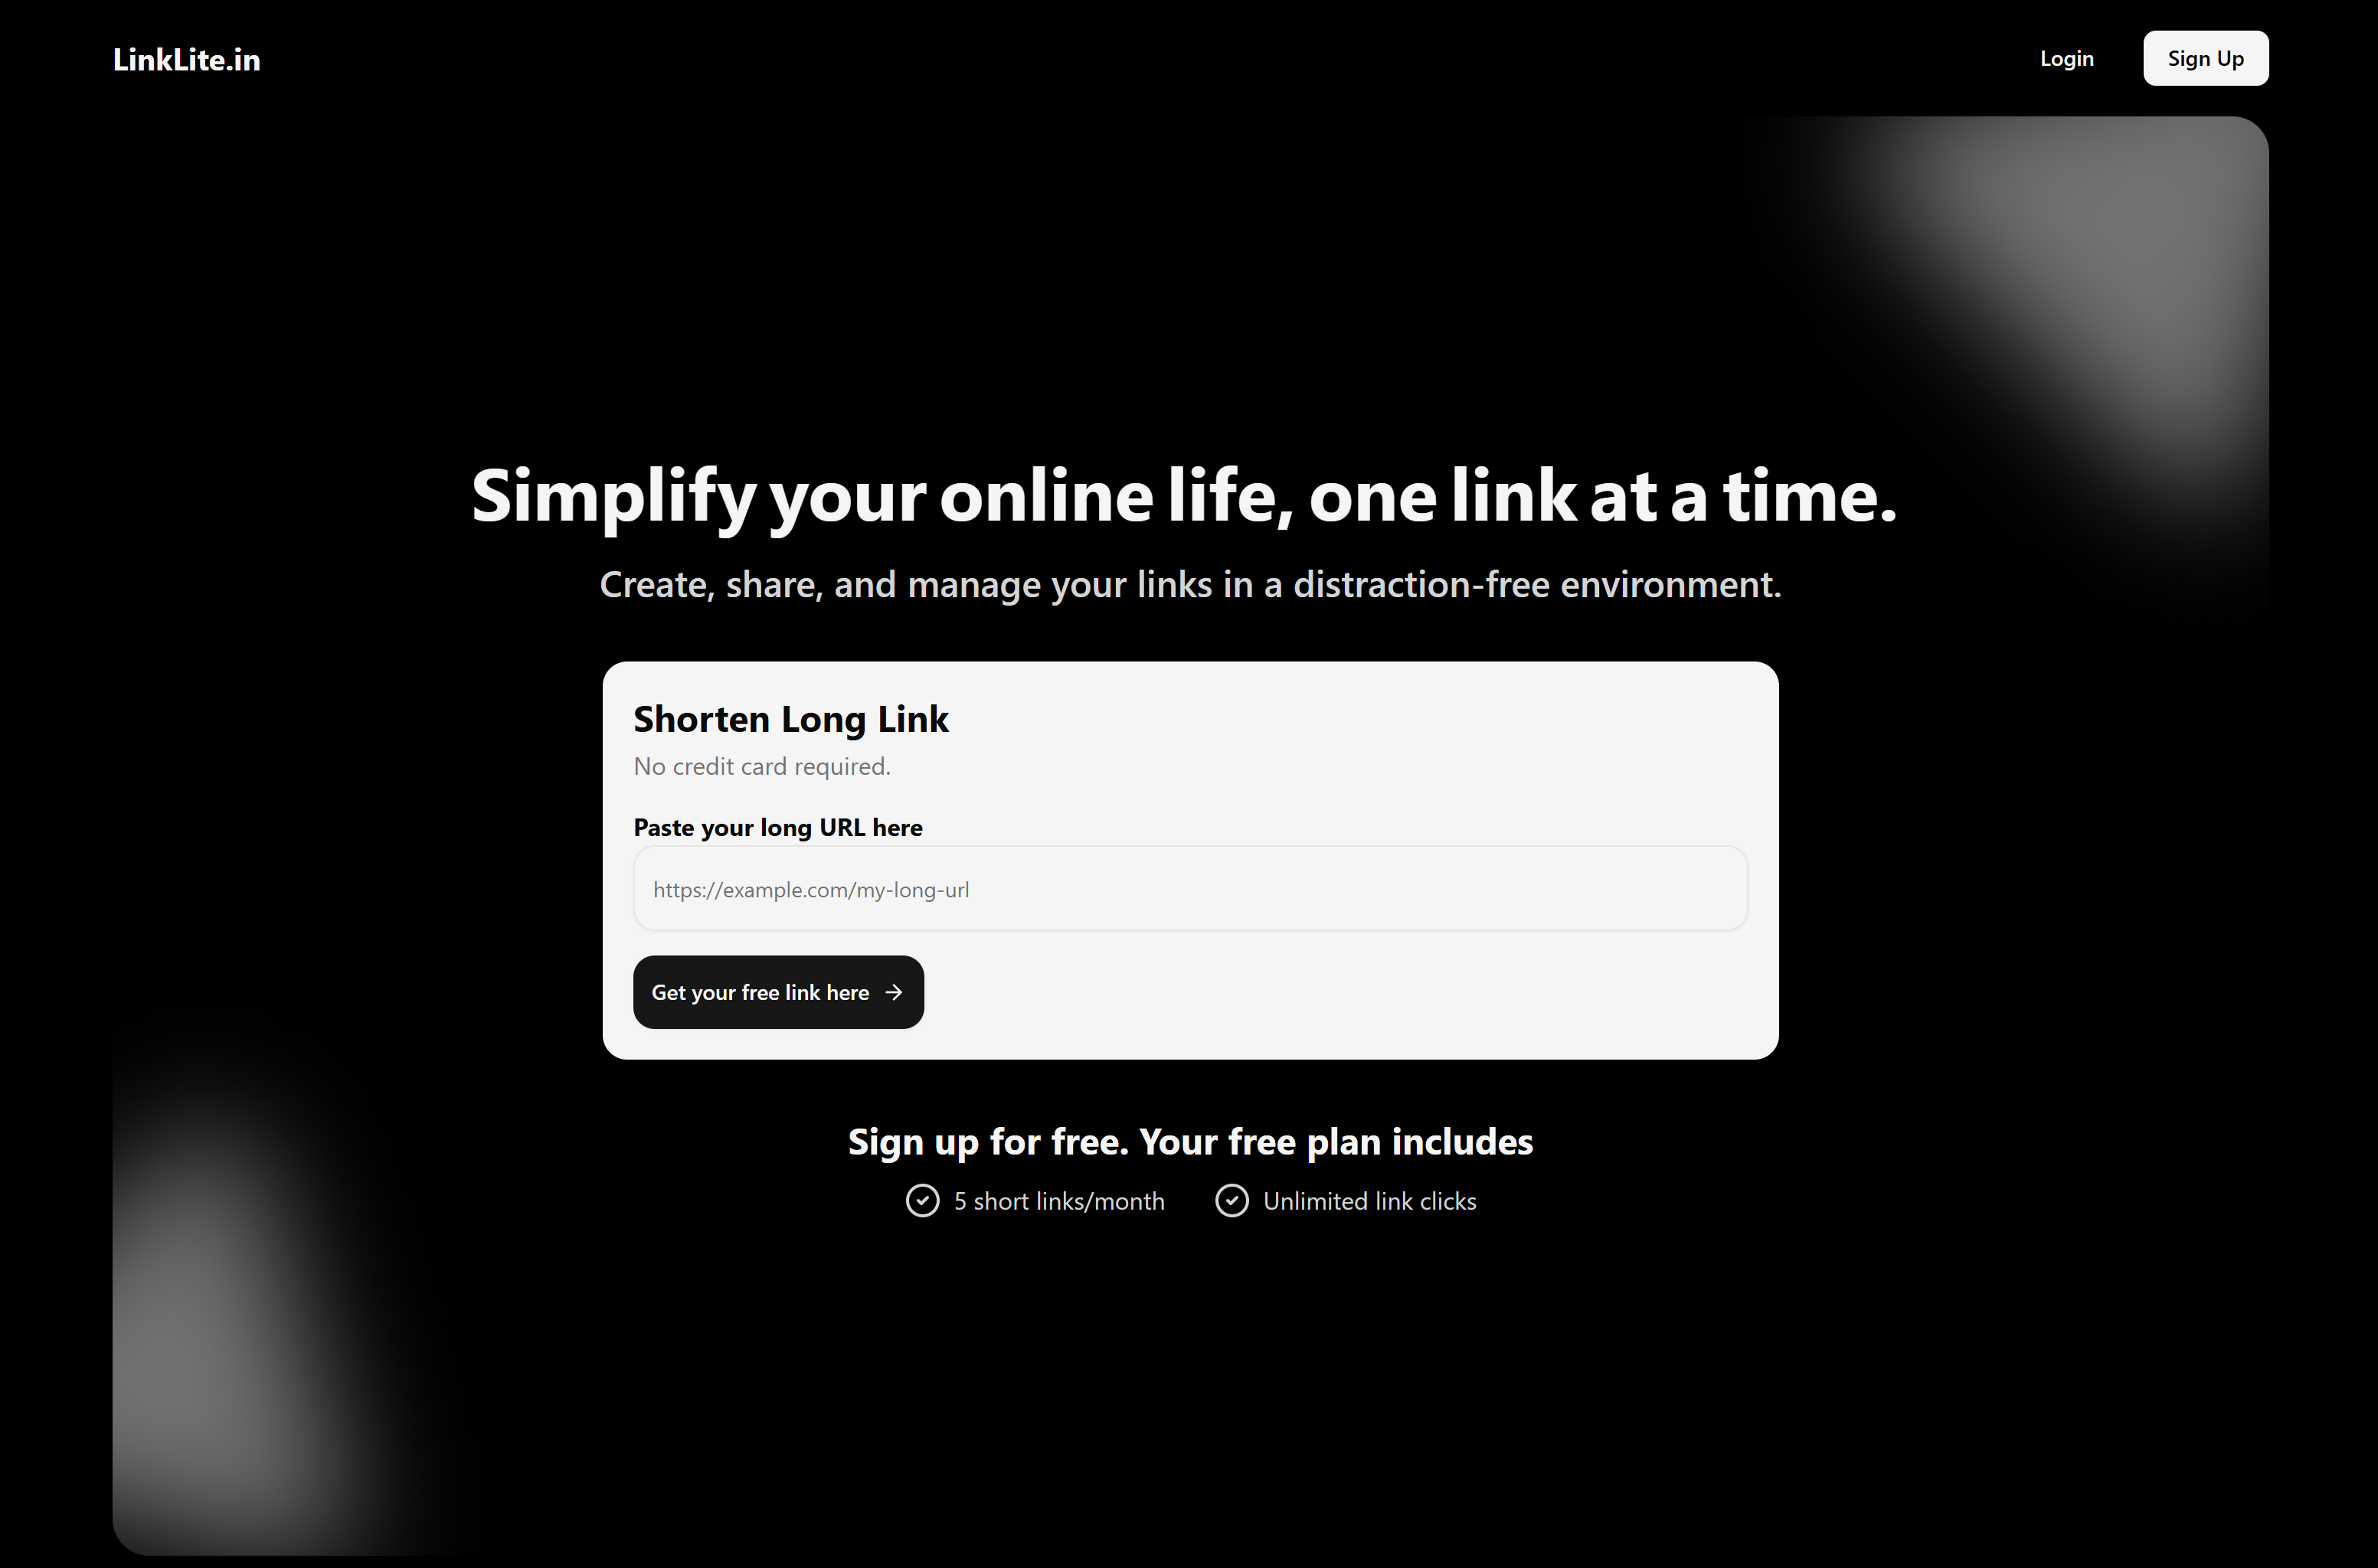 LinkLite.in
Login
Sign Up
Simplify your online life, one link at a time.
Create, share, and manage your links in a distraction-free environment.
Shorten Long Link
No credit card required.
Paste your long URL here
https://example.com/my-long-url
Get your free link here
Sign up for free. Your free plan includes
5 short links/month
Unlimited link clicks